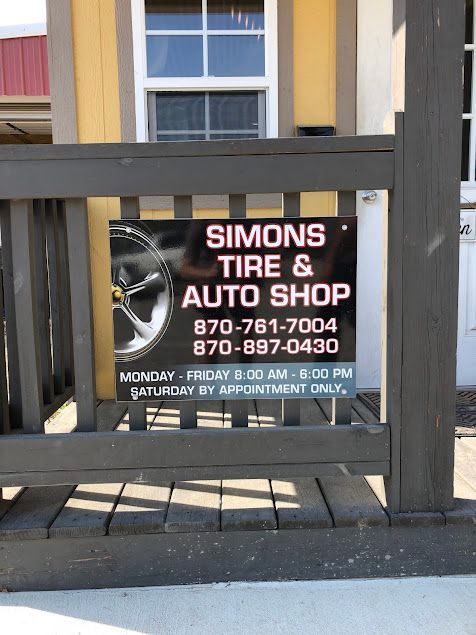 SIMONS
TIRE &
AUTO SHOP
870-761-7004
870-897-0430
MONDAY - FRIDAY 8:00 AM - 6:00 PM
SATURDAY BY APPOINTMENT ONLY